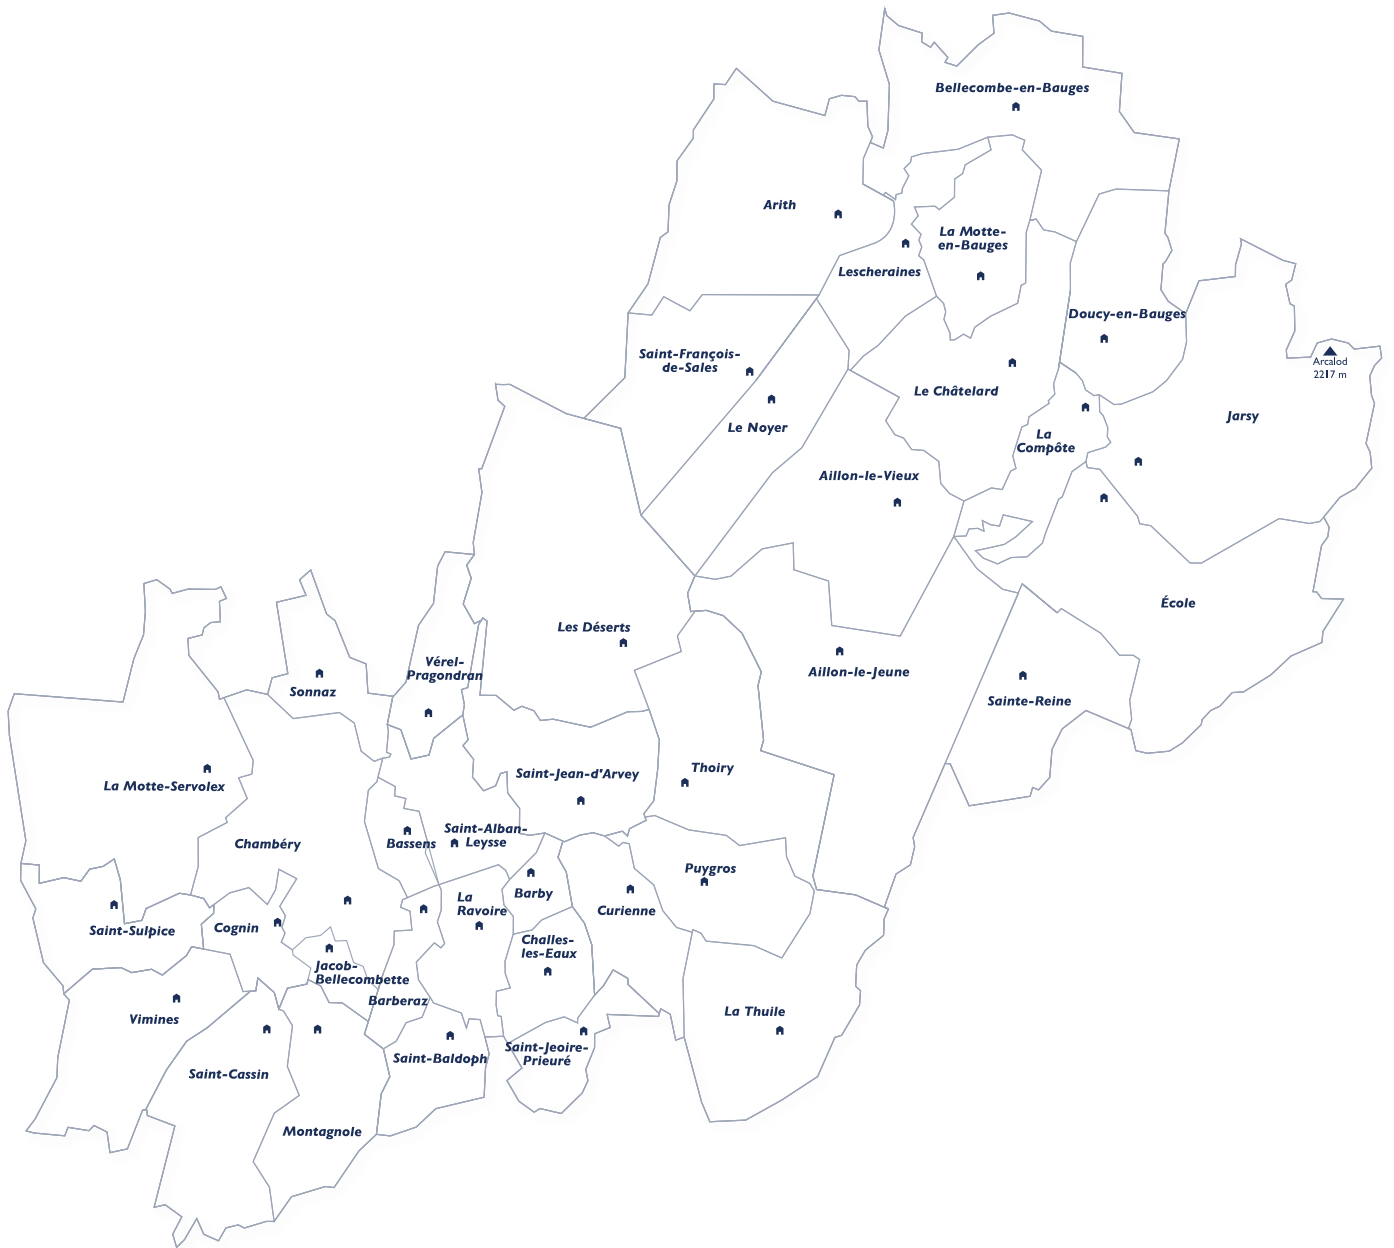 Bellecombe-en-Bauges
Arith
La Motte-
en-Bauges
Lescheraines
Doucy-en-Bauges
Saint-François-
de-Sales
Arcalod
2217 m
Le Châtelard
Jarsy
Le Noyer
La
Compôte
Aillon-le-Vieux
École
Les Déserts
Vérel-
Pragondran
Aillon-le-Jeune
Sonnaz
Sainte-Reine
Thoiry
Saint-Jean-d'Arvey
La Motte-Servolex
Saint-Alban-
Leysse
Chambéry
Bassens
Puygros
Barby
La
Ravoire
Curienne
Cognin
Saint-Sulpice
Challes-
les-Eaux
Jacob-
Bellecombette
Barberaz
La Thuile
Vimines
Saint-Jeoire-
Prieuré
Saint-Baldoph
Saint-Cassin
Montagnole